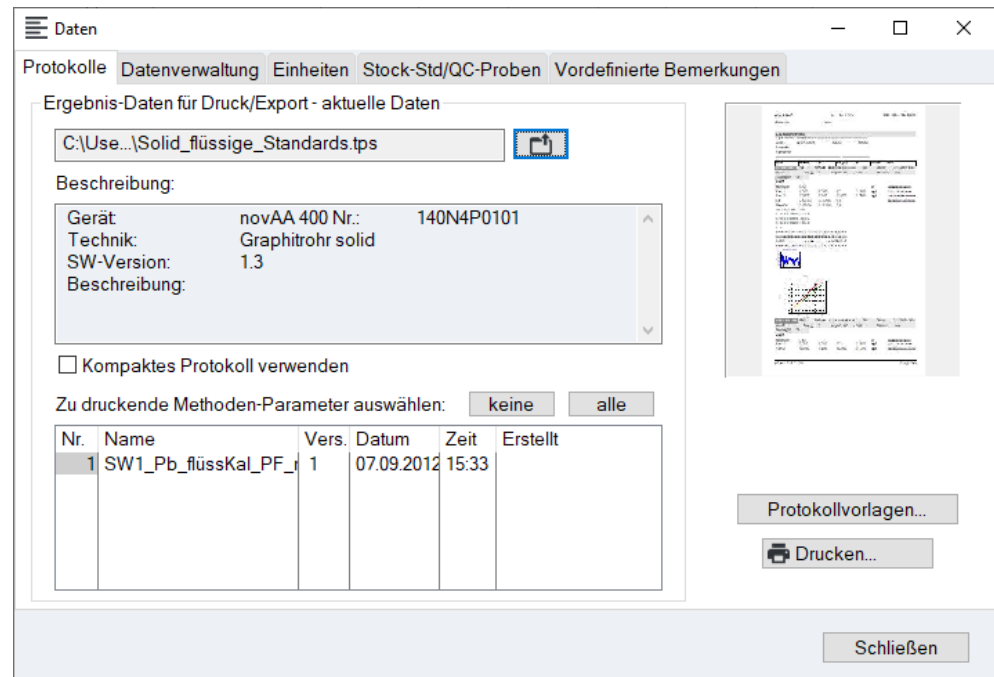 Daten
Protokolle Datenverwaltung Einheiten Stock-Std/QC-Proben Vordefinierte Bemerkungen
Ergebnis-Daten für Druck/Export - aktuelle Daten
C:\Use...\Solid_flüssige_Standards.tps
Beschreibung:
Gerät: novAA 400 Nr.: 140N4P0101
Technik: Graphitrohr solid
SW-Version: 1.3
Beschreibung:
Kompaktes Protokoll verwenden
Zu druckende Methoden-Parameter auswählen: keine alle
Nr. Name Vers. Datum Zeit Erstellt
1 SW1_Pb_flüssKal_PF_ 1 07.09.2012 15:33
Protokollvorlagen...
Drucken...
Schließen